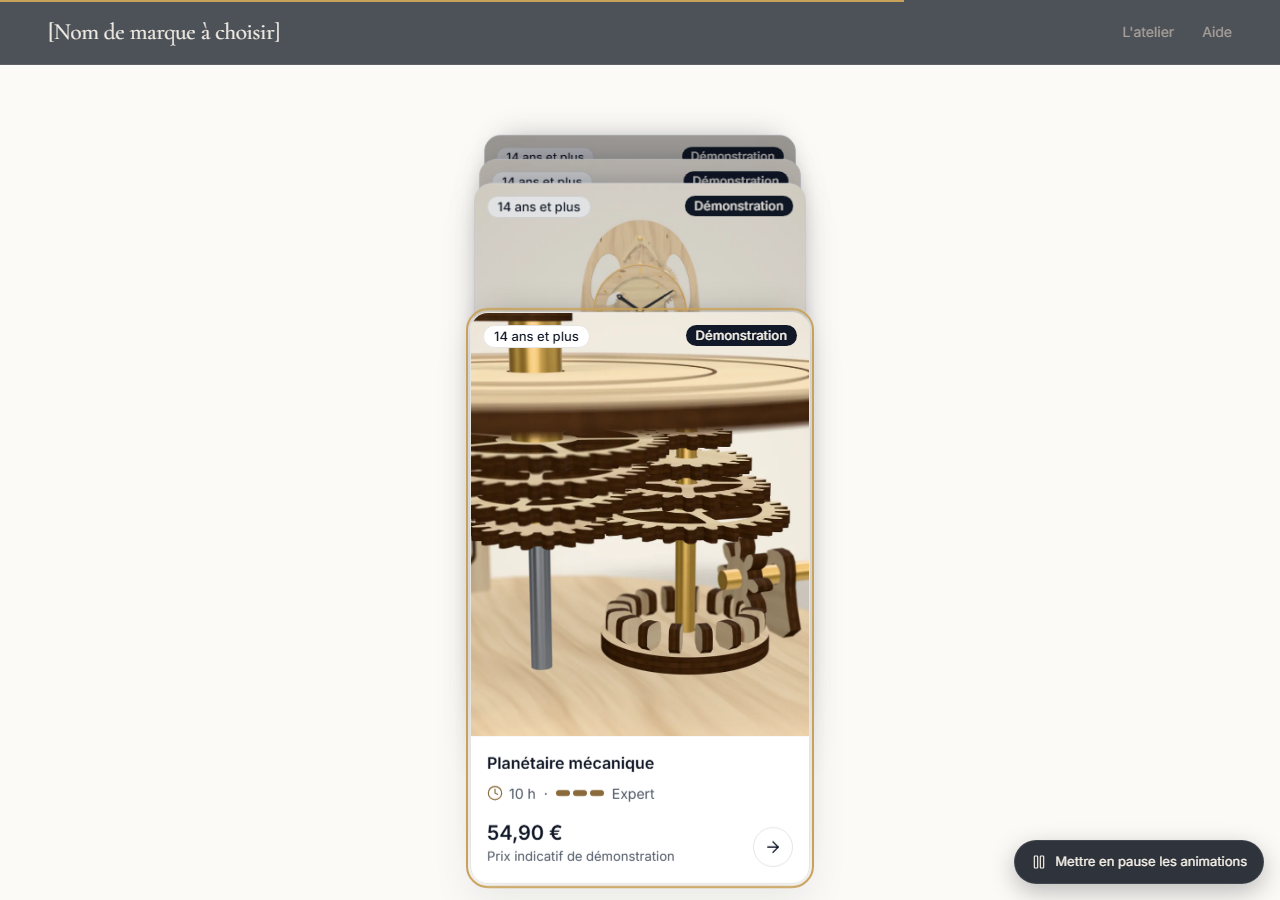 [Nom de marque à choisir]
L'atelier
Aide
14 ans et plus
Démonstration
14 ans et plus
Démonstration
14 ans et plus
Démonstration
14 ans et plus
Démonstration
Planétaire mécanique
10 h · Expert
54,90 €
Prix indicatif de démonstration
Mettre en pause les animations